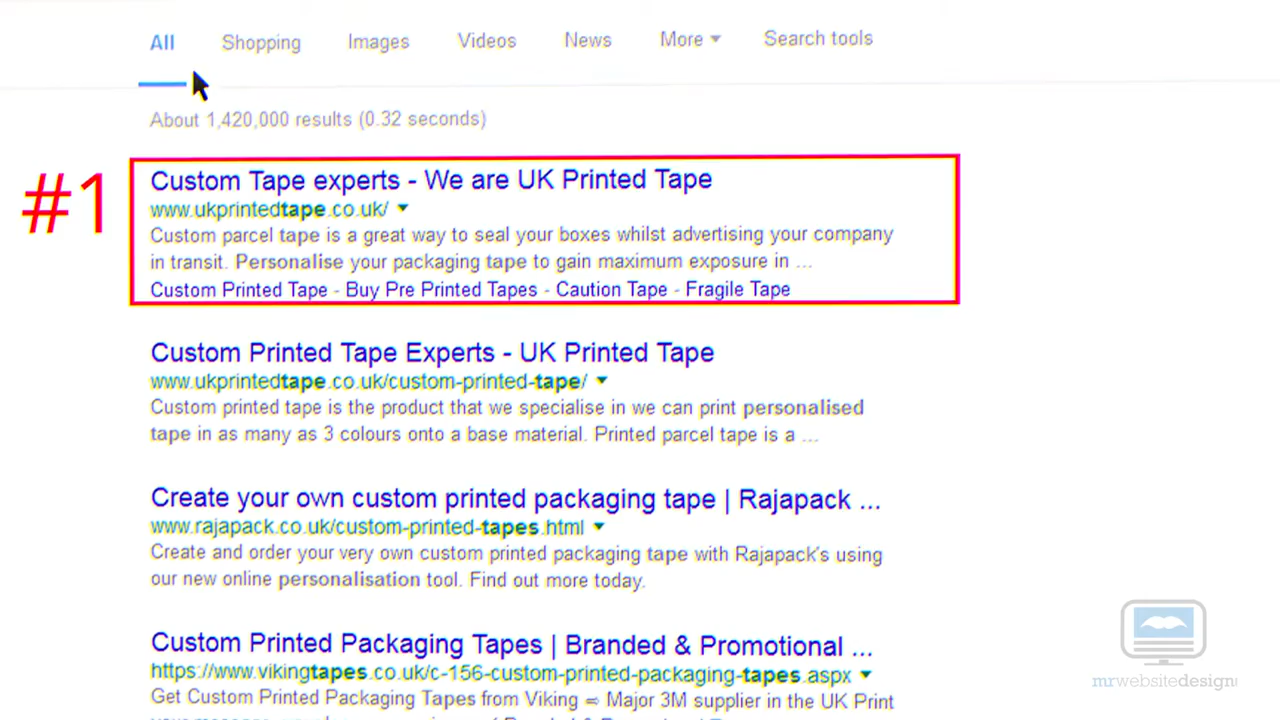 All Shopping Images Videos News More Search tools
About 1,420,000 results (0.32 seconds)
#1
Custom Tape experts - We are UK Printed Tape
www.ukprintedtape.co.uk/
Custom parcel tape is a great way to seal your boxes whilst advertising your company
in transit. Personalise your packaging tape to gain maximum exposure in ...
Custom Printed Tape - Buy Pre Printed Tapes - Caution Tape - Fragile Tape
Custom Printed Tape Experts - UK Printed Tape
www.ukprintedtape.co.uk/custom-printed-tape/
Custom printed tape is the product that we specialise in we can print personalised
tape in as many as 3 colours onto a base material. Printed parcel tape is a ...
Create your own custom printed packaging tape | Rajapack ...
www.rajapack.co.uk/custom-printed-tapes.html
Create and order your very own custom printed packaging tape with Rajapack's using
our new online personalisation tool. Find out more today.
Custom Printed Packaging Tapes | Branded & Promotional ...
https://www.vikingtapes.co.uk/c-156-custom-printed-packaging-tapes.aspx
Get Custom Printed Packaging Tapes from Viking ⇨ Major 3M supplier in the UK Print
mrwebsitedesign